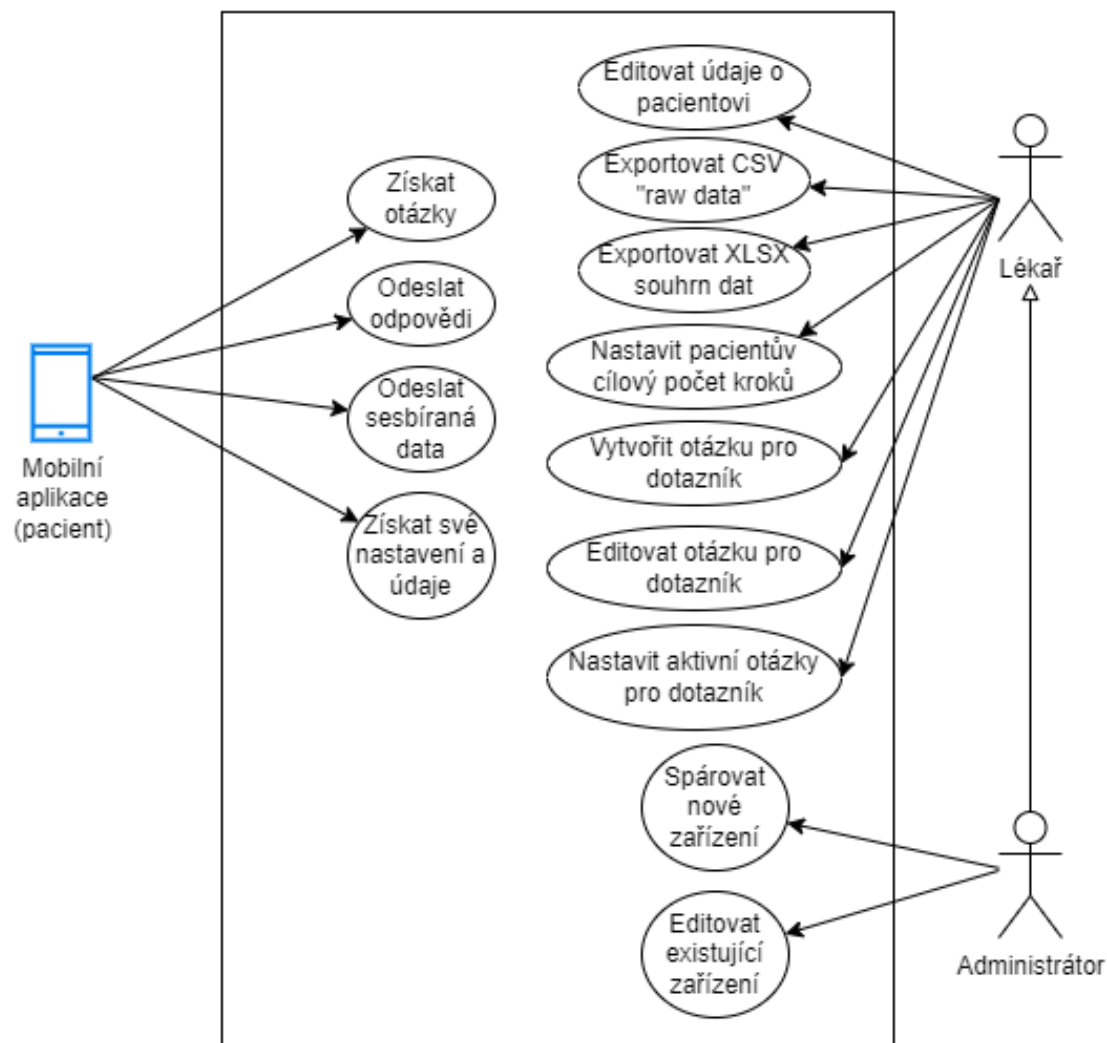 Editovat údaje o
pacientovi
Exportovat CSV
"raw data"
Exportovat XLSX
souhrn dat
Nastavit pacientův
cílový počet kroků
Vytvořit otázku pro
dotazník
Editovat otázku pro
dotazník
Nastavit aktivní otázky
pro dotazník
Spárovat
nové
zařízení
Editovat
existující
zařízení
Získat
otázky
Odeslat
odpovědi
Odeslat
sesbíraná
data
Získat své
nastavení a
údaje
Mobilní
aplikace
(pacient)
Lékař
Administrátor